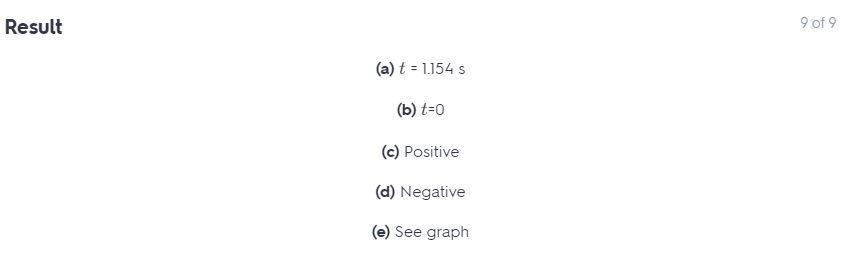 Result
9 of 9
(a) t = 1.154 s
(b) t=0
(c) Positive
(d) Negative
(e) See graph